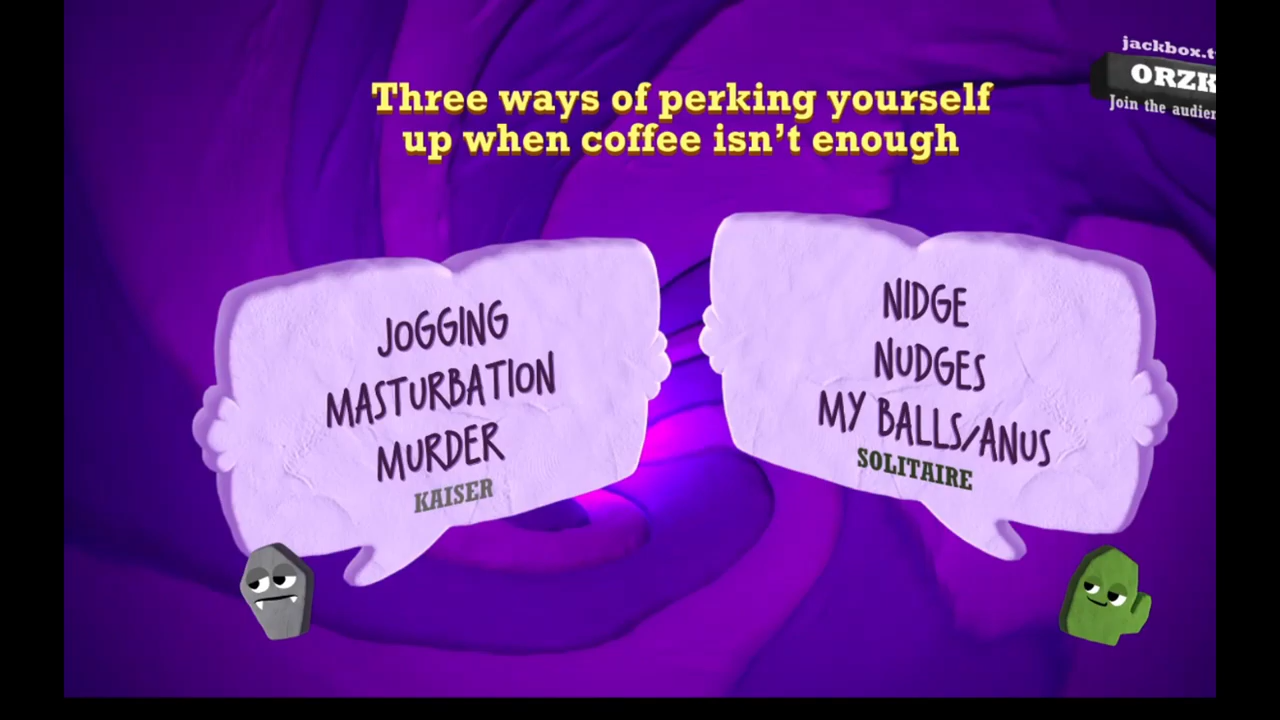 jackbox.t
ORZK
Join the audien
Three ways of perking yourself
up when coffee isn't enough
JOGGING
MASTURBATION
MURDER
KAISER
NIDGE
NUDGES
MY BALLS/ANUS
SOLITAIRE